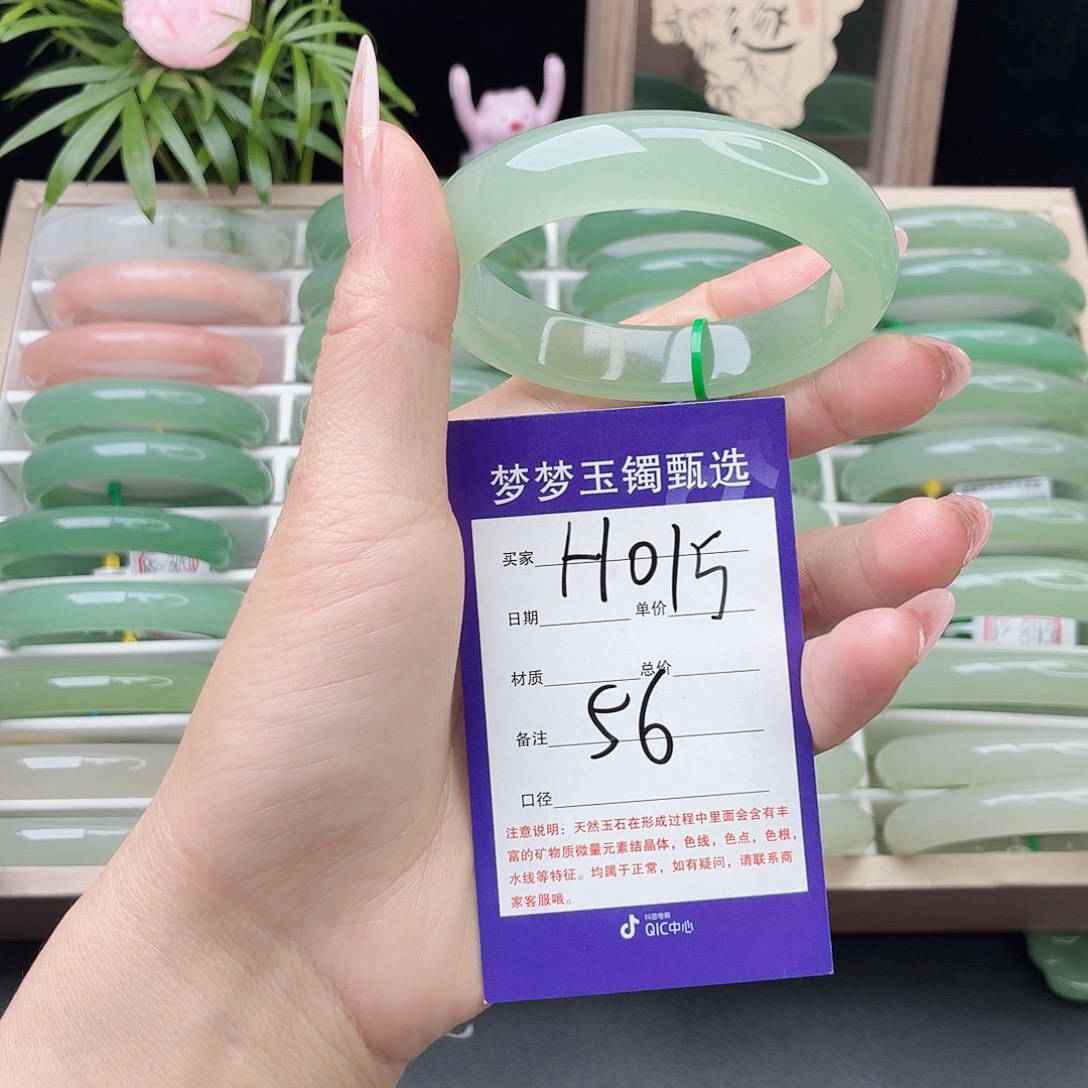 梦梦玉镯甄选
买家 H015
日期 单价
材质 总价
备注 56
口径
注意说明：天然玉石在形成过程中里面会含有丰
富的矿物质微量元素结晶体，色线，色点，色根，
水线等特征。均属于正常，如有疑问，请联系商
家客服哦。
抖音电商
QIC中心